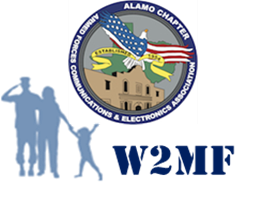 ALAMO CHAPTER
ARMED FORCES COMMUNICATIONS & ELECTRONICS ASSOCIATION
ESTABLISHED
W2MF